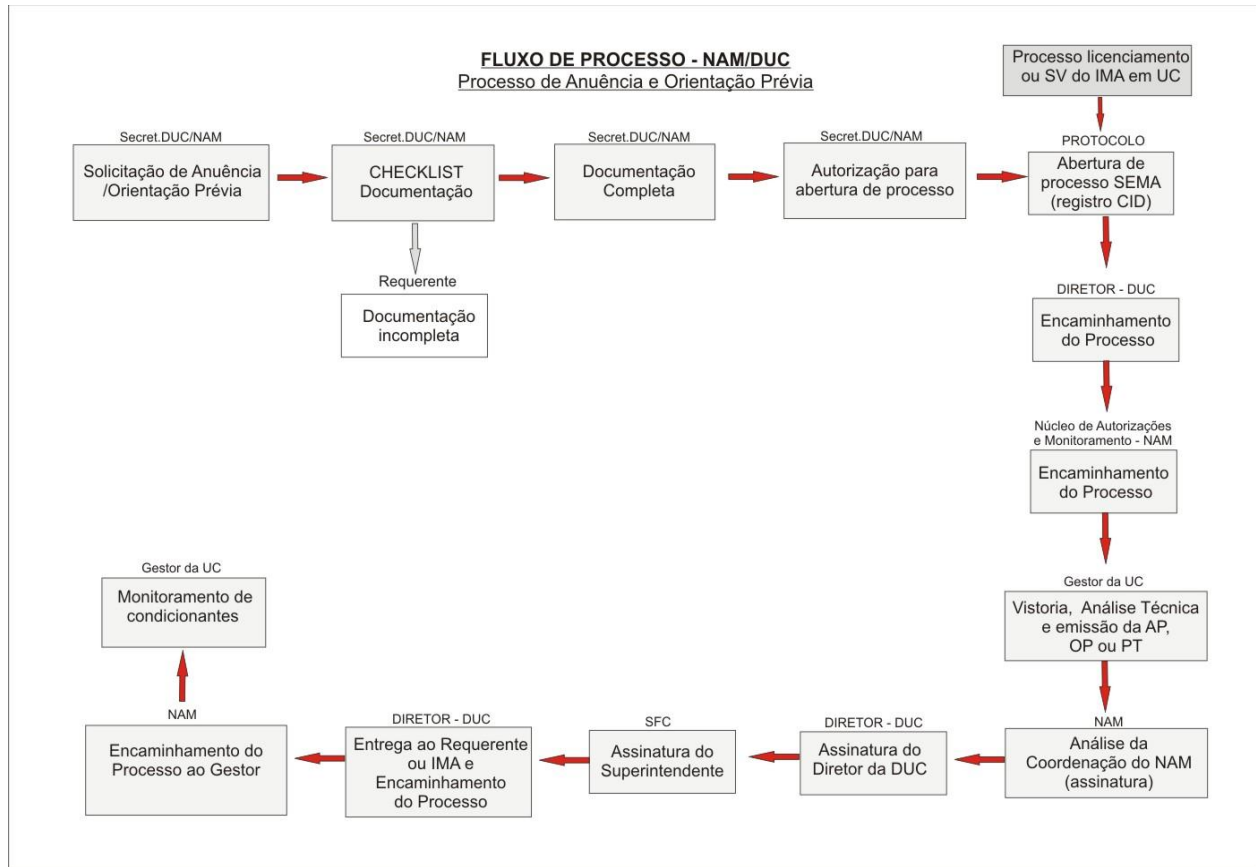 FLUXO DE PROCESSO - NAM/DUC
Processo de Anuência e Orientação Prévia
Processo licenciamento
ou SV do IMA em UC
Secret.DUC/NAM
Solicitação de Anuência
/Orientação Prévia
Secret.DUC/NAM
CHECKLIST
Documentação
Secret.DUC/NAM
Documentação
Completa
Secret.DUC/NAM
Autorização para
abertura de processo
PROTOCOLO
Abertura de
processo SEMA
(registro CID)
Requerente
Documentação
incompleta
DIRETOR - DUC
Encaminhamento
do Processo
Núcleo de Autorizações
e Monitoramento - NAM
Encaminhamento
do Processo
Gestor da UC
Vistoria, Análise Técnica
e emissão da AP,
OP ou PT
NAM
Análise da
Coordenação do NAM
(assinatura)
DIRETOR - DUC
Assinatura do
Diretor da DUC
SFC
Assinatura do
Superintendente
DIRETOR - DUC
Entrega ao Requerente
ou IMA e
Encaminhamento
do Processo
NAM
Encaminhamento do
Processo ao Gestor
Gestor da UC
Monitoramento de
condicionantes